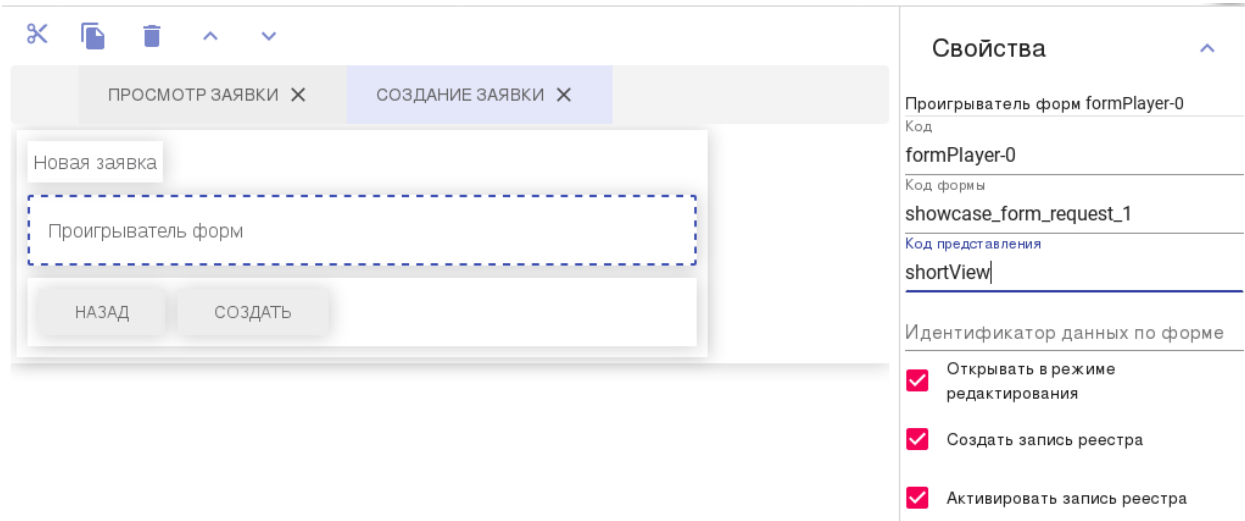 ПРОСМОТР ЗАЯВКИ
СОЗДАНИЕ ЗАЯВКИ
Новая заявка
Проигрыватель форм
НАЗАД
СОЗДАТЬ
Свойства
Проигрыватель форм formPlayer-0
Код
formPlayer-0
Код формы
showcase_form_request_1
Код представления
shortView
Идентификатор данных по форме
Открывать в режиме
редактирования
Создать запись реестра
Активировать запись реестра